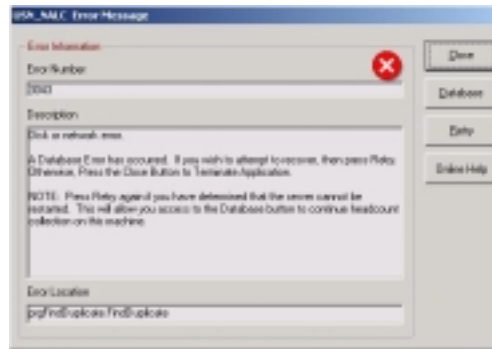 USM_NALC Error Message
Error Information
Error Number
3043
Close
Database
Description
Disk or network error.
Retry
A Database Error has occured. If you wish to attempt to recover, then press Retry.
Otherwise, Press the Close Button to Terminate Application.
Online Help
NOTE: Press Retry again if you have determined that the server cannot be
restarted. This will allow you access to the Database button to continue headcount
collection on this machine.
Error Location
prgFindDuplicate.FindDuplicate